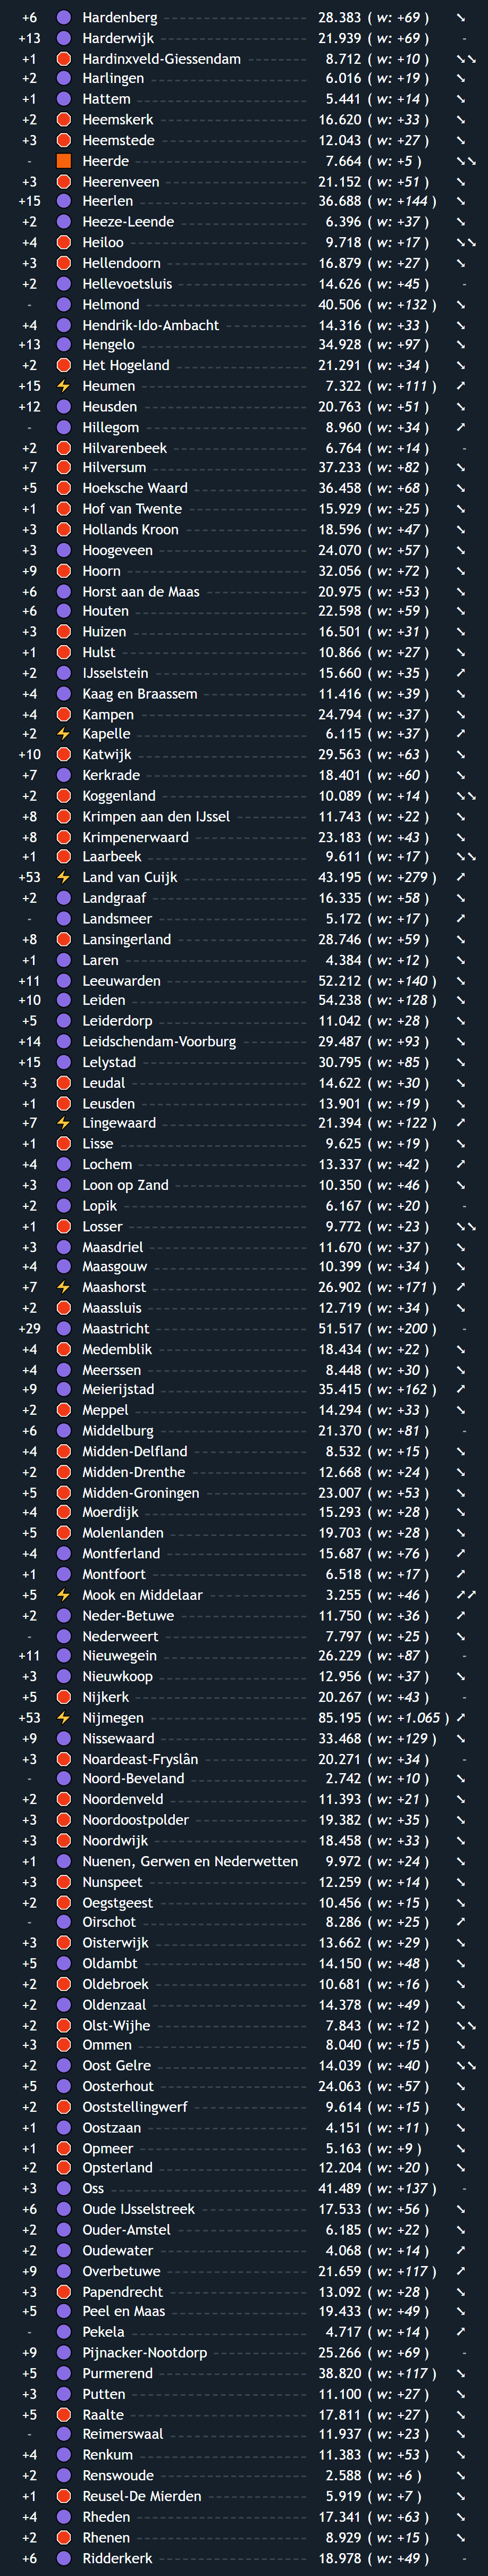 +6 Hardenberg 28.383 ( w: +69 ) ➘
+13 Harderwijk 21.939 ( w: +69 ) -
+1 Hardinxveld-Giessendam 8.712 ( w: +10 ) ➘➘
+2 Harlingen 6.016 ( w: +19 ) ➘
+1 Hattem 5.441 ( w: +14 ) ➘
+2 Heemskerk 16.620 ( w: +33 ) ➘
+3 Heemstede 12.043 ( w: +27 ) ➘
- Heerde 7.664 ( w: +5 ) ➘➘
+3 Heerenveen 21.152 ( w: +51 ) ➘
+15 Heerlen 36.688 ( w: +144 ) ➘
+2 Heeze-Leende 6.396 ( w: +37 ) ➘
+4 Heiloo 9.718 ( w: +17 ) ➘➘
+3 Hellendoorn 16.879 ( w: +27 ) ➘
+2 Hellevoetsluis 14.626 ( w: +45 ) -
- Helmond 40.506 ( w: +132 ) ➘
+4 Hendrik-Ido-Ambacht 14.316 ( w: +33 ) ➘
+13 Hengelo 34.928 ( w: +97 ) ➘
+2 Het Hogeland 21.291 ( w: +34 ) ➘
+15 Heumen 7.322 ( w: +111 ) ➚
+12 Heusden 20.763 ( w: +51 ) ➘
- Hillegom 8.960 ( w: +34 ) ➚
+2 Hilvarenbeek 6.764 ( w: +14 ) -
+7 Hilversum 37.233 ( w: +82 ) ➘
+5 Hoeksche Waard 36.458 ( w: +68 ) ➘
+1 Hof van Twente 15.929 ( w: +25 ) ➘
+3 Hollands Kroon 18.596 ( w: +47 ) ➘
+3 Hoogeveen 24.070 ( w: +57 ) ➘
+9 Hoorn 32.056 ( w: +72 ) ➘
+6 Horst aan de Maas 20.975 ( w: +53 ) ➘
+6 Houten 22.598 ( w: +59 ) ➘
+3 Huizen 16.501 ( w: +31 ) ➘
+1 Hulst 10.866 ( w: +27 ) ➘
+2 IJsselstein 15.660 ( w: +35 ) ➚
+4 Kaag en Braassem 11.416 ( w: +39 ) ➘
+4 Kampen 24.794 ( w: +37 ) ➘
+2 Kapelle 6.115 ( w: +37 ) ➚
+10 Katwijk 29.563 ( w: +63 ) ➘
+7 Kerkrade 18.401 ( w: +60 ) ➘
+2 Koggenland 10.089 ( w: +14 ) ➘➘
+8 Krimpen aan den IJssel 11.743 ( w: +22 ) ➘
+8 Krimpenerwaard 23.183 ( w: +43 ) ➘
+1 Laarbeek 9.611 ( w: +17 ) ➘➘
+53 Land van Cuijk 43.195 ( w: +279 ) ➚
+2 Landgraaf 16.335 ( w: +58 ) ➘
- Landsmeer 5.172 ( w: +17 ) ➚
+8 Lansingerland 28.746 ( w: +59 ) ➘
+1 Laren 4.384 ( w: +12 ) ➘
+11 Leeuwarden 52.212 ( w: +140 ) ➘
+10 Leiden 54.238 ( w: +128 ) ➘
+5 Leiderdorp 11.042 ( w: +28 ) ➘
+14 Leidschendam-Voorburg 29.487 ( w: +93 ) ➘
+15 Lelystad 30.795 ( w: +85 ) ➘
+3 Leudal 14.622 ( w: +30 ) ➘
+1 Leusden 13.901 ( w: +19 ) ➘
+7 Lingewaard 21.394 ( w: +122 ) ➚
+1 Lisse 9.625 ( w: +19 ) ➘
+4 Lochem 13.337 ( w: +42 ) ➚
+3 Loon op Zand 10.350 ( w: +46 ) ➘
+2 Lopik 6.167 ( w: +20 ) -
+1 Losser 9.772 ( w: +23 ) ➘➘
+3 Maasdriel 11.670 ( w: +37 ) ➘
+4 Maasgouw 10.399 ( w: +34 ) ➘
+7 Maashorst 26.902 ( w: +171 ) ➚
+2 Maassluis 12.719 ( w: +34 ) ➘
+29 Maastricht 51.517 ( w: +200 ) -
+4 Medemblik 18.434 ( w: +22 ) ➘
+4 Meerssen 8.448 ( w: +30 ) ➘
+9 Meierijstad 35.415 ( w: +162 ) ➚
+2 Meppel 14.294 ( w: +33 ) ➘
+6 Middelburg 21.370 ( w: +81 ) -
+4 Midden-Delfland 8.532 ( w: +15 ) ➘
+2 Midden-Drenthe 12.668 ( w: +24 ) ➘
+5 Midden-Groningen 23.007 ( w: +53 ) ➘
+4 Moerdijk 15.293 ( w: +28 ) ➘
+5 Molenlanden 19.703 ( w: +28 ) ➘
+4 Montferland 15.687 ( w: +76 ) ➚
+1 Montfoort 6.518 ( w: +17 ) ➚
+5 Mook en Middelaar 3.255 ( w: +46 ) ➚➚
+2 Neder-Betuwe 11.750 ( w: +36 ) ➚
- Nederweert 7.797 ( w: +25 ) ➘
+11 Nieuwegein 26.229 ( w: +87 ) -
+3 Nieuwkoop 12.956 ( w: +37 ) ➘
+5 Nijkerk 20.267 ( w: +43 ) -
+53 Nijmegen 85.195 ( w: +1.065 ) ➚
+9 Nissewaard 33.468 ( w: +129 ) ➘
+3 Noardeast-Fryslân 20.271 ( w: +34 ) -
- Noord-Beveland 2.742 ( w: +10 ) ➘
+2 Noordenveld 11.393 ( w: +21 ) ➘
+3 Noordoostpolder 19.382 ( w: +35 ) ➘
+3 Noordwijk 18.458 ( w: +33 ) ➘
+1 Nuenen, Gerwen en Nederwetten 9.972 ( w: +24 ) ➘
+3 Nunspeet 12.259 ( w: +14 ) ➘
+2 Oegstgeest 10.456 ( w: +15 ) ➘
- Oirschot 8.286 ( w: +25 ) ➚
+3 Oisterwijk 13.662 ( w: +29 ) ➘
+5 Oldambt 14.150 ( w: +48 ) ➘
+2 Oldebroek 10.681 ( w: +16 ) ➘
+2 Oldenzaal 14.378 ( w: +49 ) ➘
+2 Olst-Wijhe 7.843 ( w: +12 ) ➘➘
+3 Ommen 8.040 ( w: +15 ) ➘
+2 Oost Gelre 14.039 ( w: +40 ) ➘➘
+5 Oosterhout 24.063 ( w: +57 ) ➘
+2 Ooststellingwerf 9.614 ( w: +15 ) ➘
+1 Oostzaan 4.151 ( w: +11 ) ➘
+1 Opmeer 5.163 ( w: +9 ) ➘
+2 Opsterland 12.204 ( w: +20 ) ➘
+3 Oss 41.489 ( w: +137 ) -
+6 Oude IJsselstreek 17.533 ( w: +56 ) ➘
+2 Ouder-Amstel 6.185 ( w: +22 ) ➘
+2 Oudewater 4.068 ( w: +14 ) ➚
+9 Overbetuwe 21.659 ( w: +117 ) ➚
+3 Papendrecht 13.092 ( w: +28 ) ➘
+5 Peel en Maas 19.433 ( w: +49 ) ➘
- Pekela 4.717 ( w: +14 ) ➚
+9 Pijnacker-Nootdorp 25.266 ( w: +69 ) -
+5 Purmerend 38.820 ( w: +117 ) ➘
+3 Putten 11.100 ( w: +27 ) ➘
+5 Raalte 17.811 ( w: +27 ) ➘
- Reimerswaal 11.937 ( w: +23 ) ➘
+4 Renkum 11.383 ( w: +53 ) ➘
+2 Renswoude 2.588 ( w: +6 ) ➘
+1 Reusel-De Mierden 5.919 ( w: +7 ) ➘
+4 Rheden 17.341 ( w: +63 ) ➘
+2 Rhenen 8.929 ( w: +15 ) ➘
+6 Ridderkerk 18.978 ( w: +49 ) -